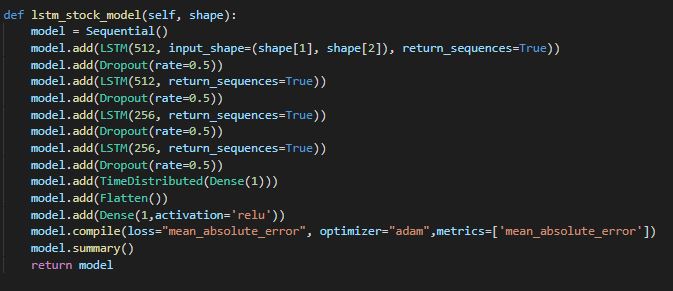 def lstm_stock_model(self, shape):
    model = Sequential()
    model.add(LSTM(512, input_shape=(shape[1], shape[2]), return_sequences=True))
    model.add(Dropout(rate=0.5))
    model.add(LSTM(512, return_sequences=True))
    model.add(Dropout(rate=0.5))
    model.add(LSTM(256, return_sequences=True))
    model.add(Dropout(rate=0.5))
    model.add(LSTM(256, return_sequences=True))
    model.add(Dropout(rate=0.5))
    model.add(TimeDistributed(Dense(1)))
    model.add(Flatten())
    model.add(Dense(1,activation='relu'))
    model.compile(loss="mean_absolute_error", optimizer="adam",metrics=['mean_absolute_error'])
    model.summary()
    return model